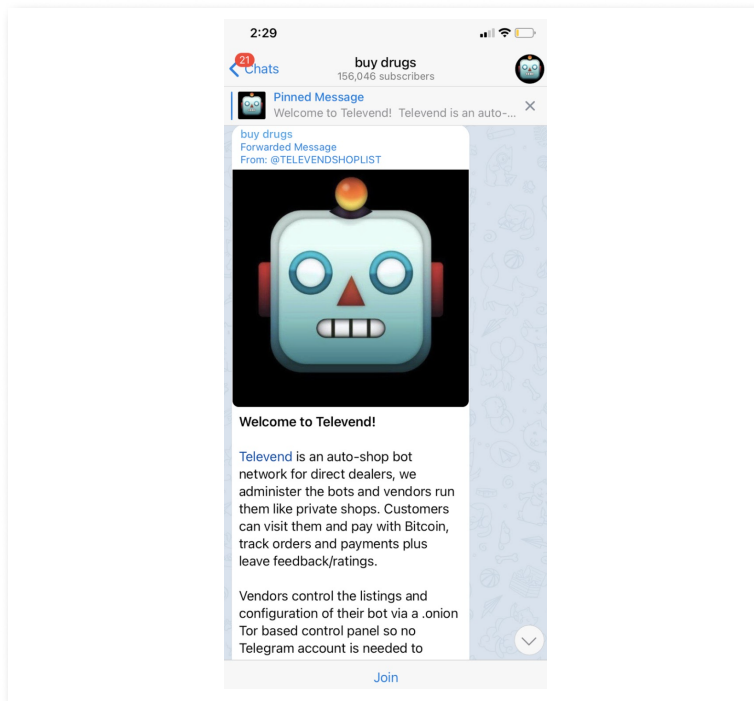 2:29
21
Chats
buy drugs
156,046 subscribers
Pinned Message
Welcome to Televend!  Televend is an auto-...
buy drugs
Forwarded Message
From: @TELEVENDSHOPLIST
Welcome to Televend!
Televend is an auto-shop bot
network for direct dealers, we
administer the bots and vendors run
them like private shops. Customers
can visit them and pay with Bitcoin,
track orders and payments plus
leave feedback/ratings.
Vendors control the listings and
configuration of their bot via a .onion
Tor based control panel so no
Telegram account is needed to
Join